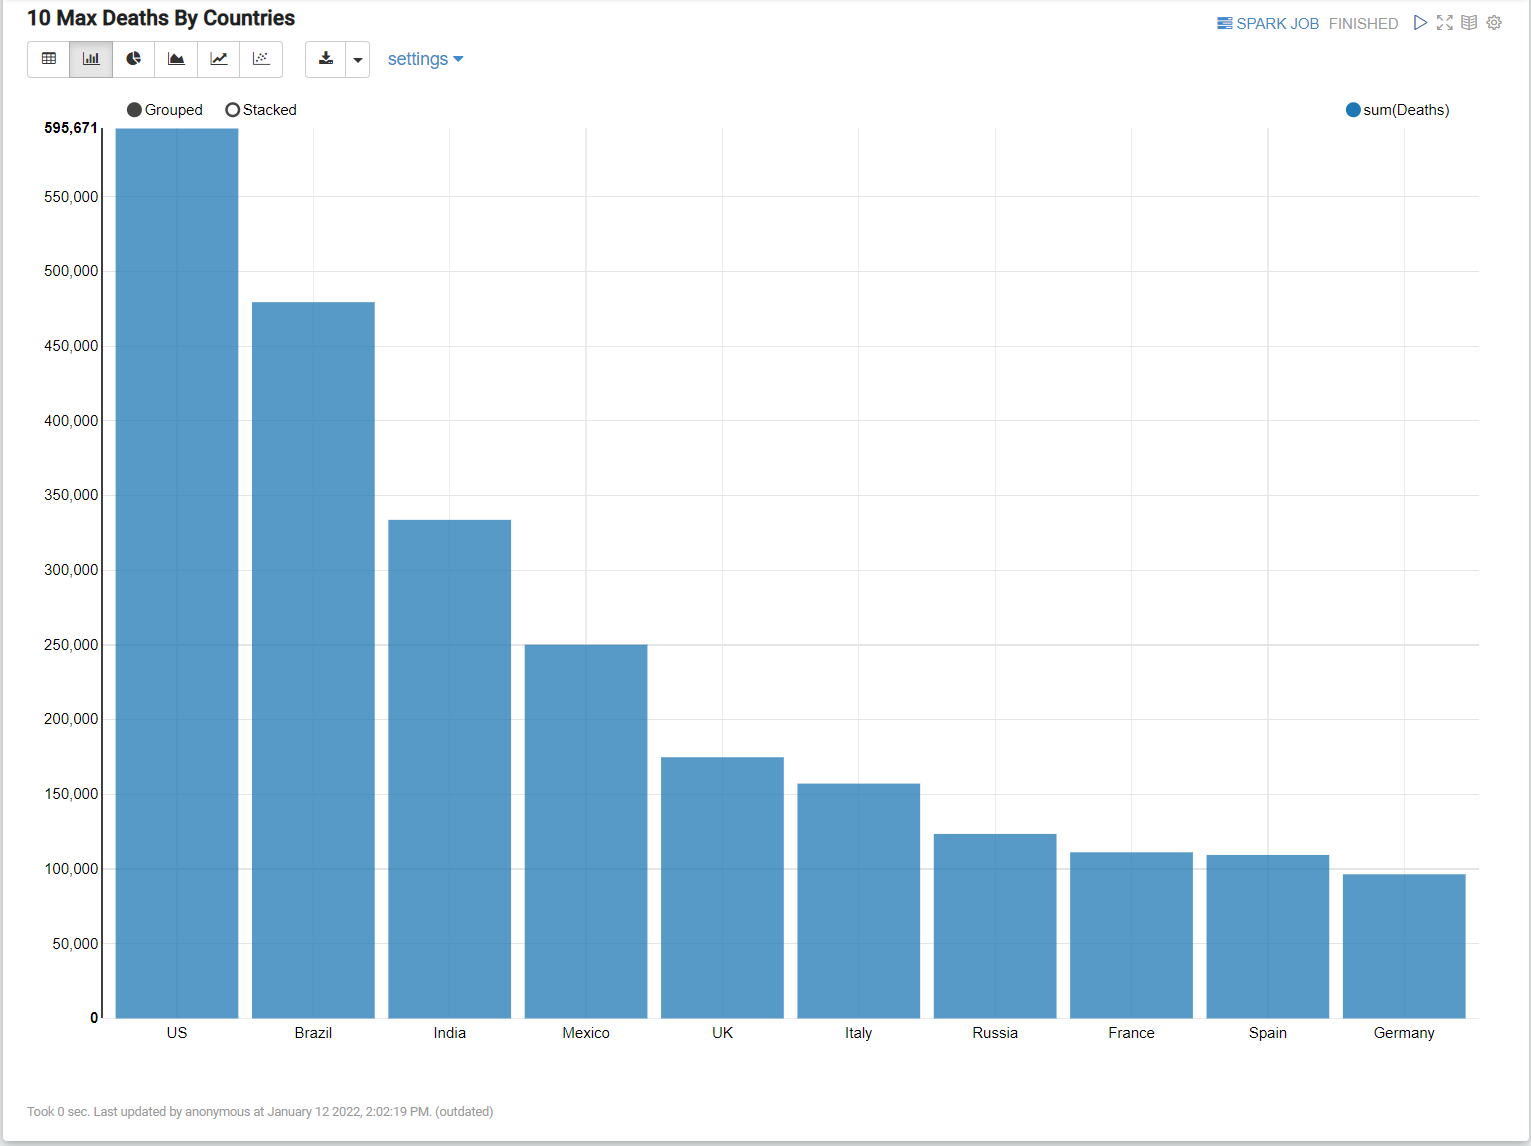 10 Max Deaths By Countries
SPARK JOB FINISHED
settings
Grouped Stacked
sum(Deaths)
595,671
550,000
500,000
450,000
400,000
350,000
300,000
250,000
200,000
150,000
100,000
50,000
0
US Brazil India Mexico UK Italy Russia France Spain Germany
Took 0 sec. Last updated by anonymous at January 12 2022, 2:02:19 PM. (outdated)